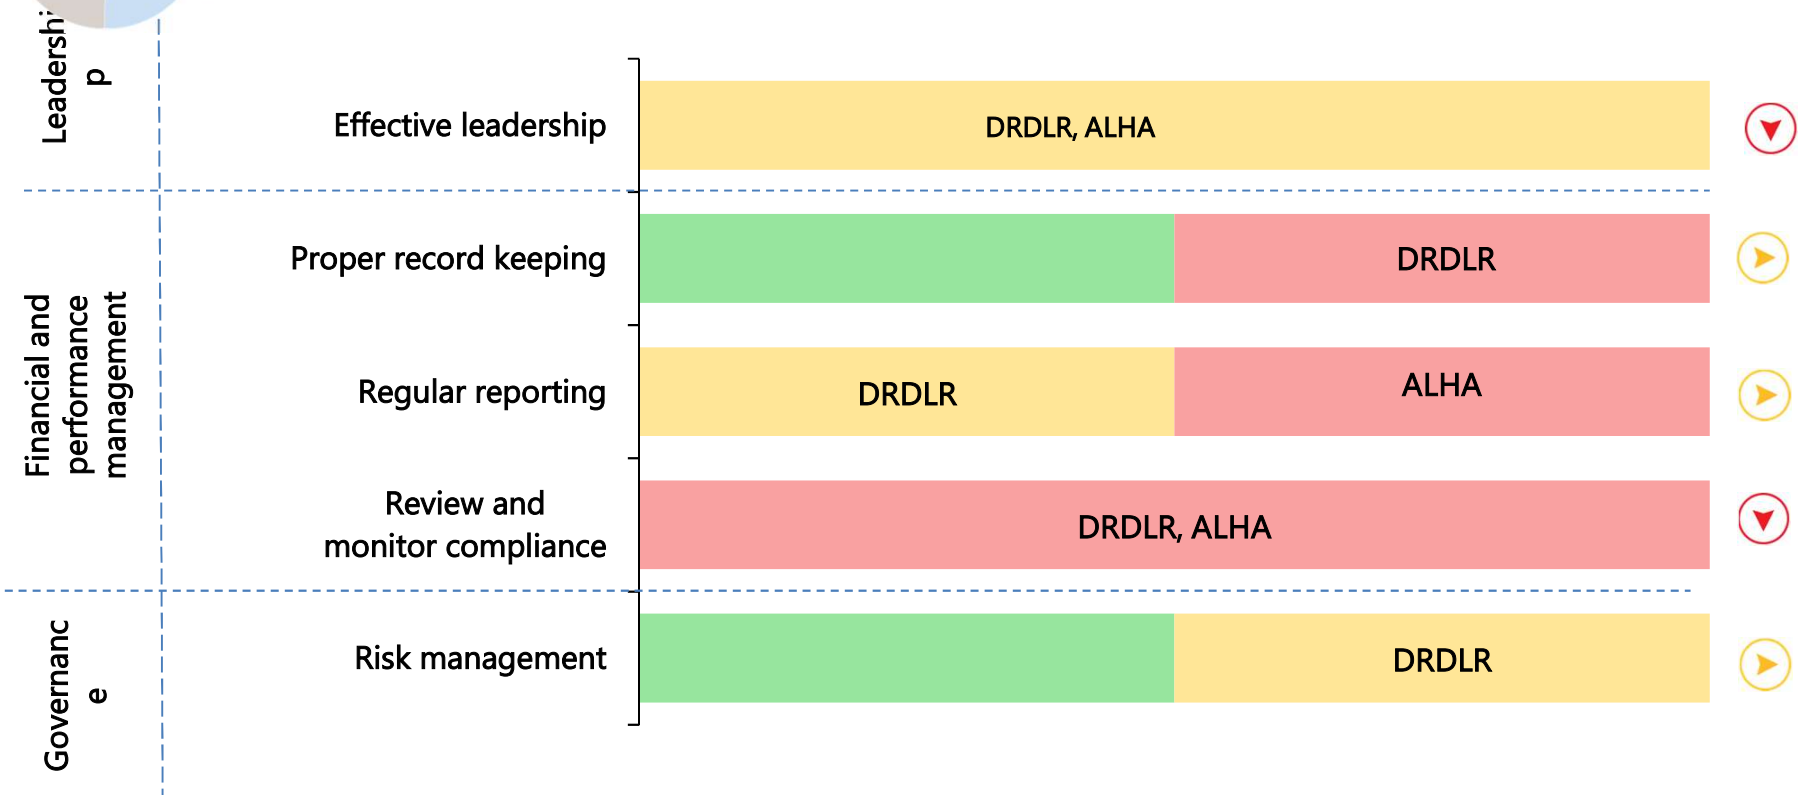 Leadershi
p
Effective leadership
DRDLR, ALHA
Financial and
performance
management
Proper record keeping
DRDLR
Regular reporting
DRDLR
ALHA
Review and
monitor compliance
DRDLR, ALHA
Governanc
e
Risk management
DRDLR